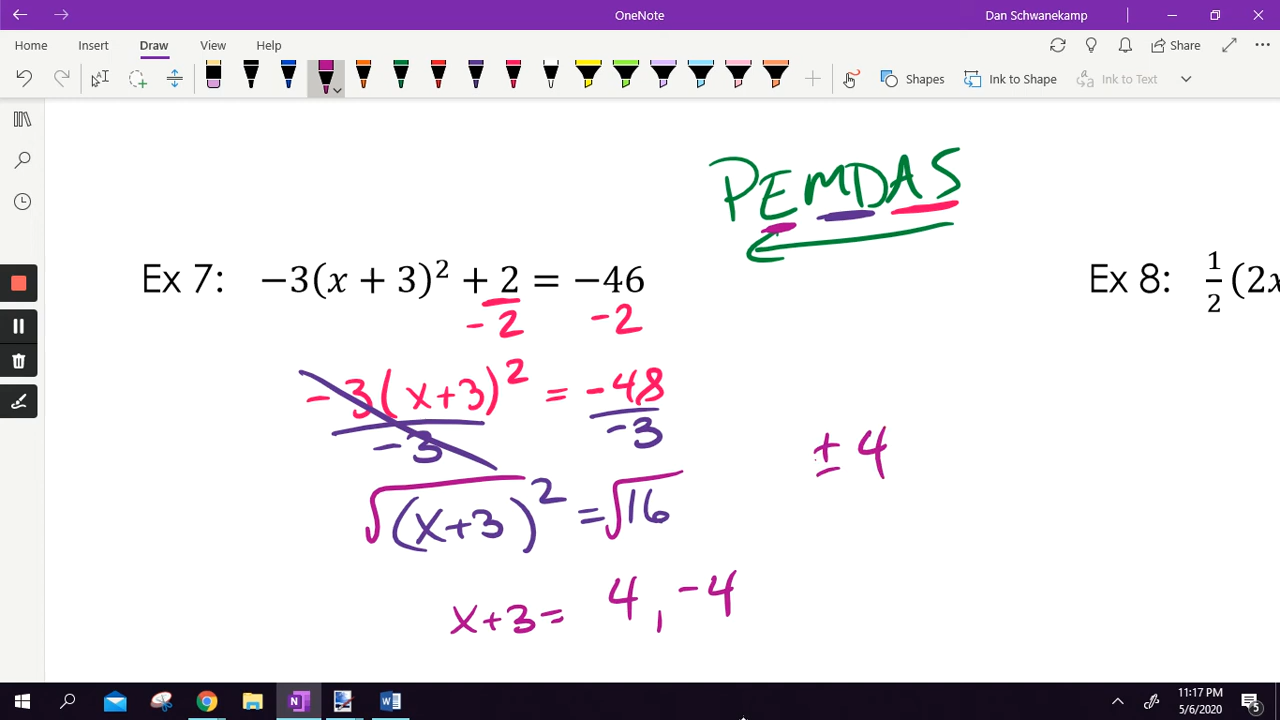 OneNote
Dan Schwanekamp
Home Insert Draw View Help
Share
Shapes Ink to Shape Ink to Text
PEMDAS
Ex 7: −3(x + 3)² + 2 = −46
Ex 8: 1/2 (2x
- 2 -2
-3(x+3)² = -48
-3 -3
± 4
√(x+3)² = √16
x+3 = 4, -4
11:17 PM
5/6/2020
5